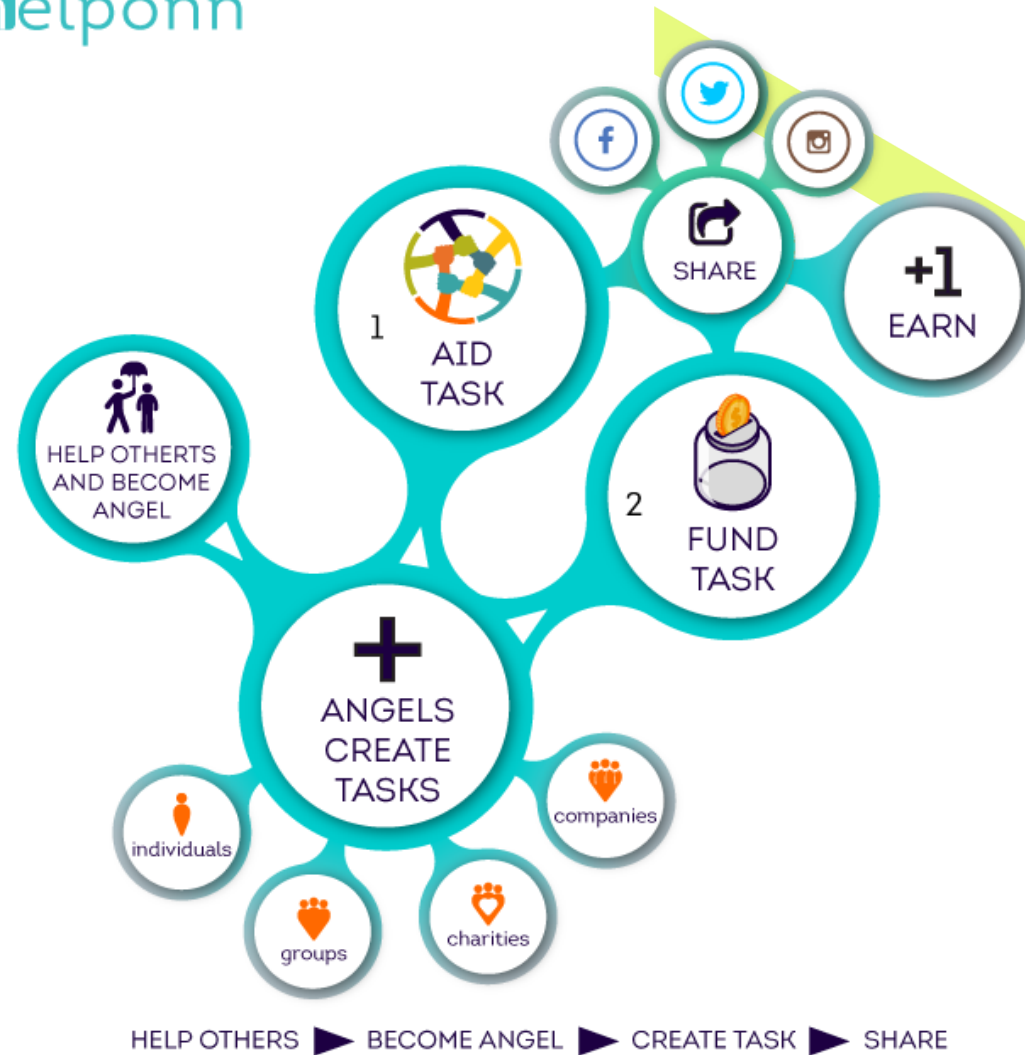 helponn
SHARE
+1
EARN
1
AID
TASK
HELP OTHERTS
AND BECOME
ANGEL
2
FUND
TASK
ANGELS
CREATE
TASKS
individuals
groups
charities
companies
HELP OTHERS ▶ BECOME ANGEL ▶ CREATE TASK ▶ SHARE